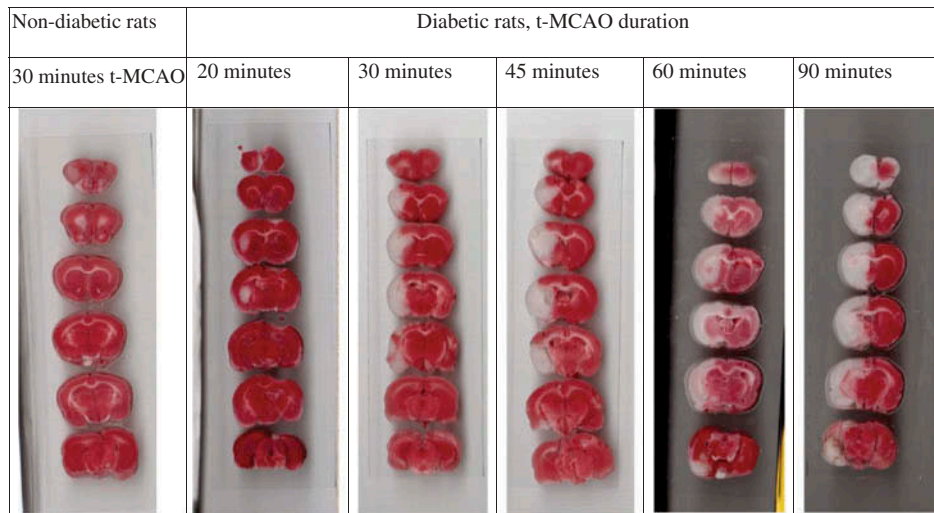 Non-diabetic rats
Diabetic rats, t-MCAO duration
30 minutes t-MCAO
20 minutes
30 minutes
45 minutes
60 minutes
90 minutes